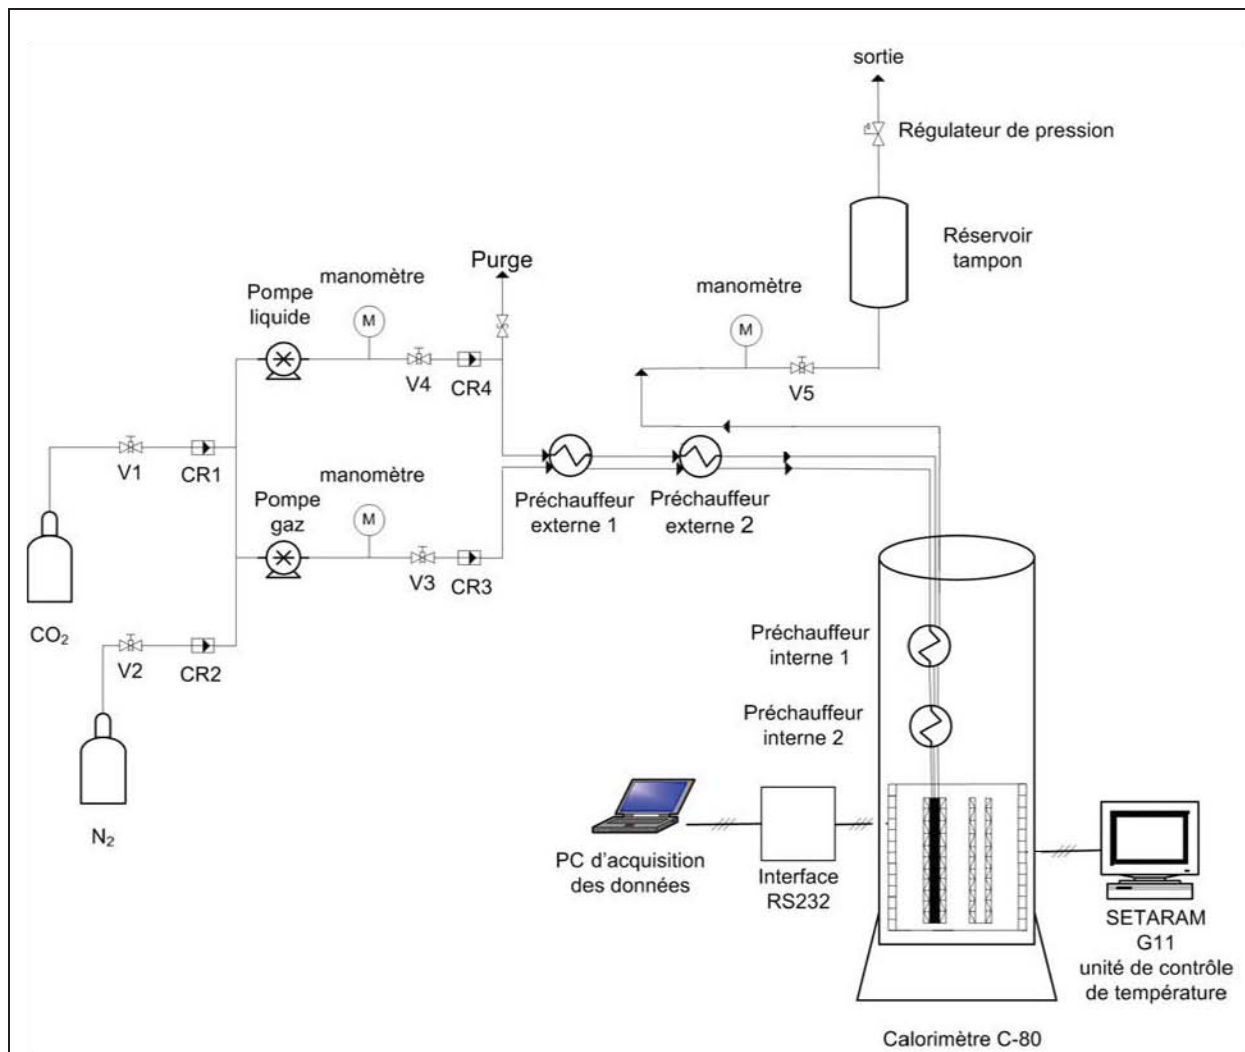 sortie
Régulateur de pression
Réservoir
tampon
Purge
manomètre
Pompe
liquide
M
V4
CR4
manomètre
M
V5
V1
CR1
manomètre
Pompe
gaz
M
V3
CR3
Préchauffeur
externe 1
Préchauffeur
externe 2
CO₂
V2
CR2
N₂
Préchauffeur
interne 1
Préchauffeur
interne 2
PC d'acquisition
des données
Interface
RS232
SETARAM
G11
unité de contrôle
de température
Calorimètre C-80